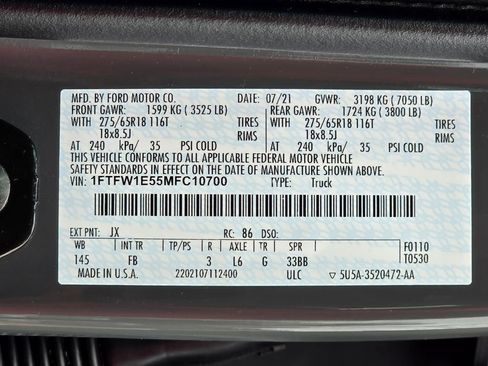 MFD. BY FORD MOTOR CO. DATE: 07/21 GVWR: 3198 KG (7050 LB)
FRONT GAWR: 1599 KG (3525 LB) REAR GAWR: 1724 KG (3800 LB)
WITH 275/65R18 116T TIRES WITH 275/65R18 116T TIRES
18x8.5J RIMS 18x8.5J RIMS
AT 240 kPa/ 35 PSI COLD AT 240 kPa/ 35 PSI COLD
THIS VEHICLE CONFORMS TO ALL APPLICABLE FEDERAL MOTOR VEHICLE
SAFETY STANDARDS IN EFFECT ON THE DATE OF MANUFACTURE SHOWN ABOVE.
VIN: 1FTFW1E55MFC10700 TYPE: Truck
EXT PNT: JX RC: 86 DSO: F0110
WB INT TR TP/PS R AXLE TR SPR T0530
145 FB 3 L6 G 33BB
MADE IN U.S.A. 2202107112400 ULC ▽ 5U5A-3520472-AA